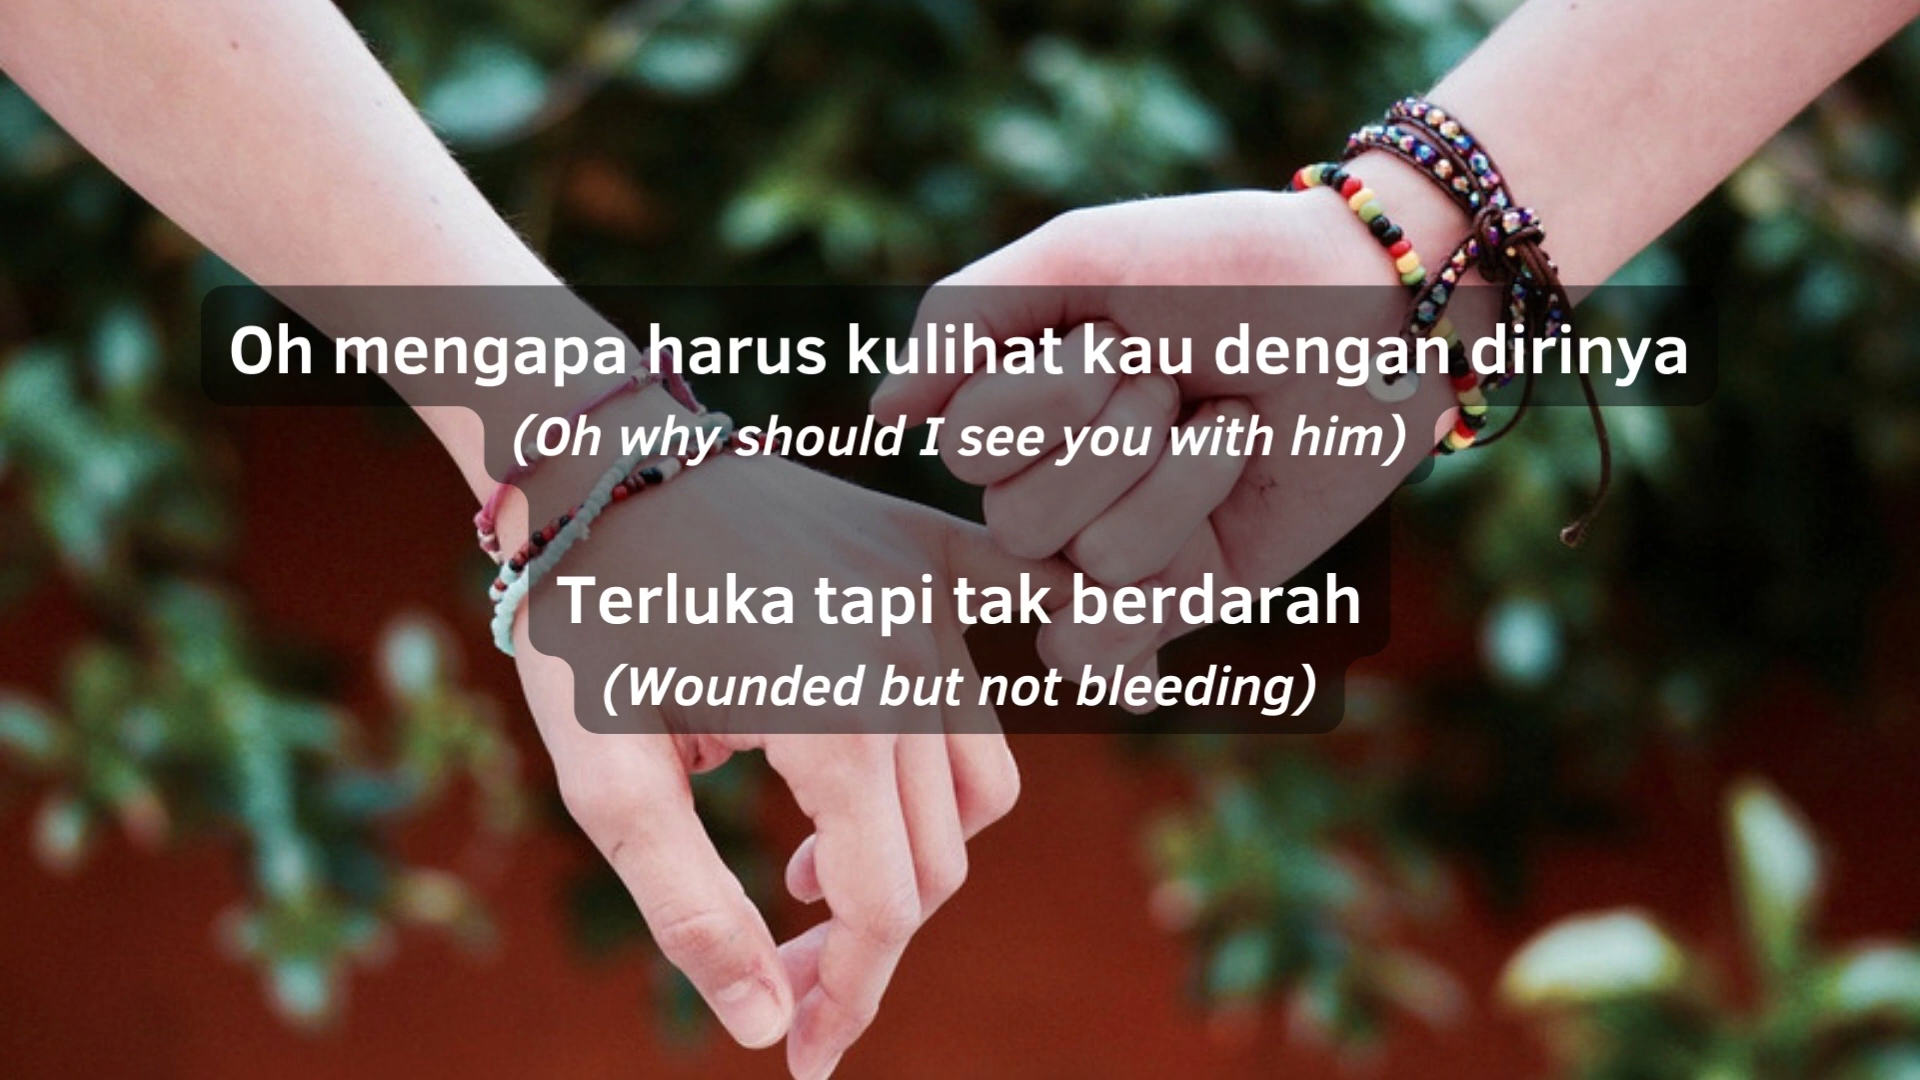 Oh mengapa harus kulihat kau dengan dirinya
(Oh why should I see you with him)
Terluka tapi tak berdarah
(Wounded but not bleeding)